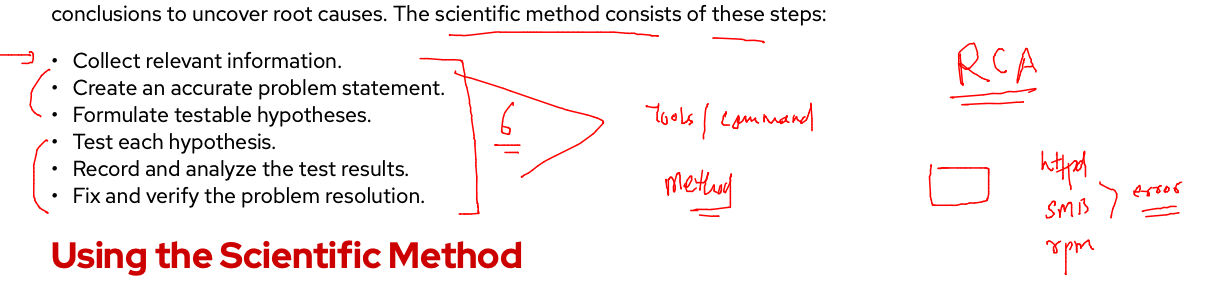 conclusions to uncover root causes. The scientific method consists of these steps:
• Collect relevant information.
• Create an accurate problem statement.
• Formulate testable hypotheses.
• Test each hypothesis.
• Record and analyze the test results.
• Fix and verify the problem resolution.
6
Tools / command
method
RCA
httpd
SMB
rpm
error
Using the Scientific Method